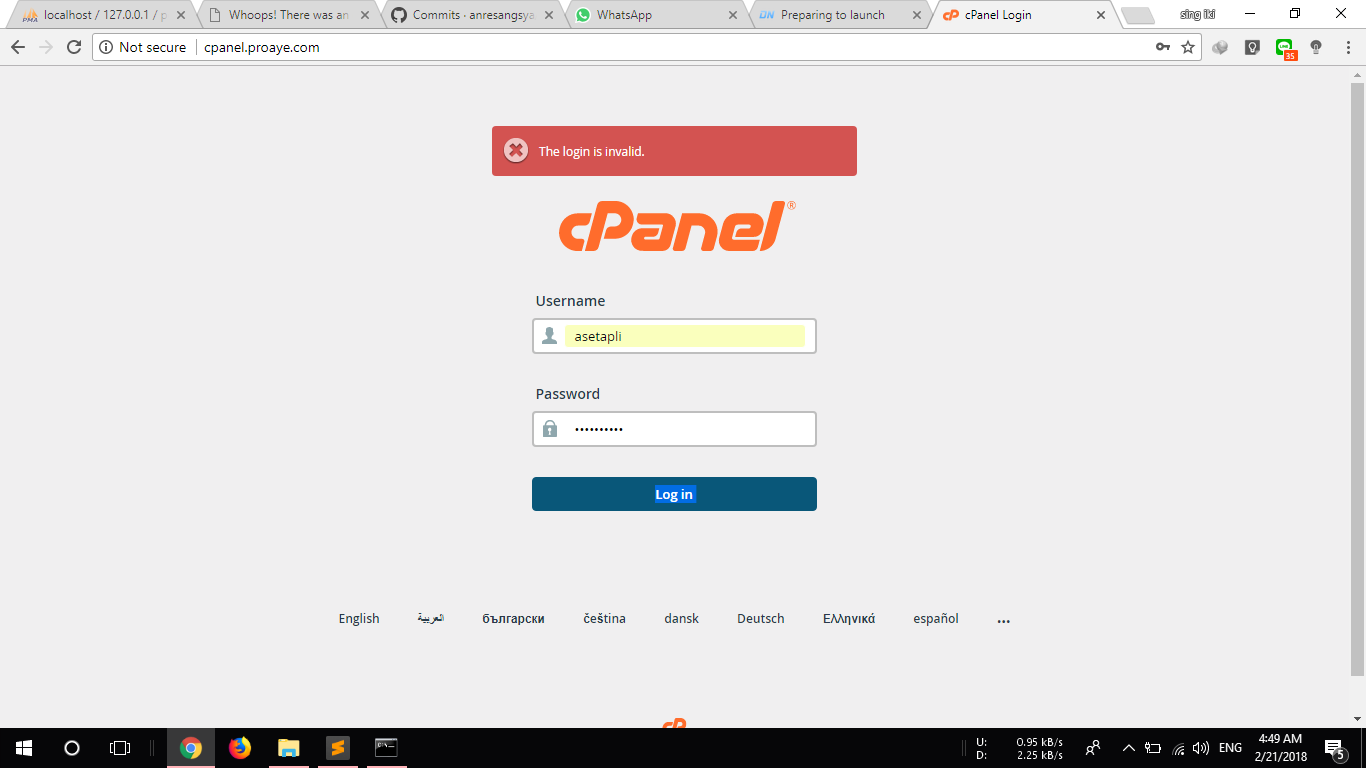 localhost / 127.0.0.1 / p
Whoops! There was an
Commits · anresangsya
WhatsApp
Preparing to launch
cPanel Login
sing iki
Not secure
cpanel.proaye.com
35
The login is invalid.
cPanel®
Username
asetapli
Password
Log in
English العربية български čeština dansk Deutsch Ελληνικά español ...
U: 0.95 kB/s
D: 2.25 kB/s
ENG
4:49 AM
2/21/2018
5